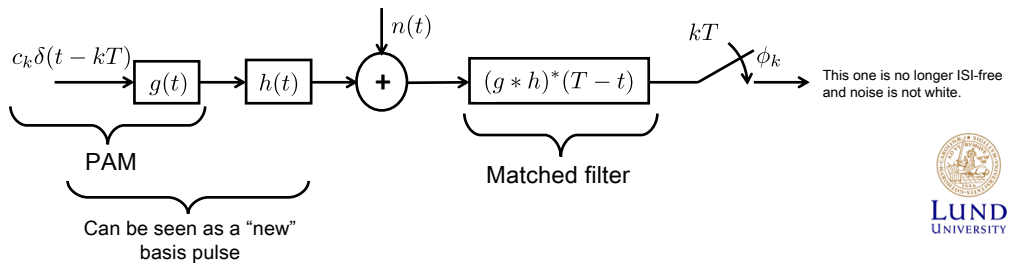 c_kδ(t − kT)
g(t)
h(t)
+
n(t)
(g ∗ h)*(T − t)
kT
ϕ_k
This one is no longer ISI-free
and noise is not white.
PAM
Matched filter
Can be seen as a “new”
basis pulse
LUND
UNIVERSITY